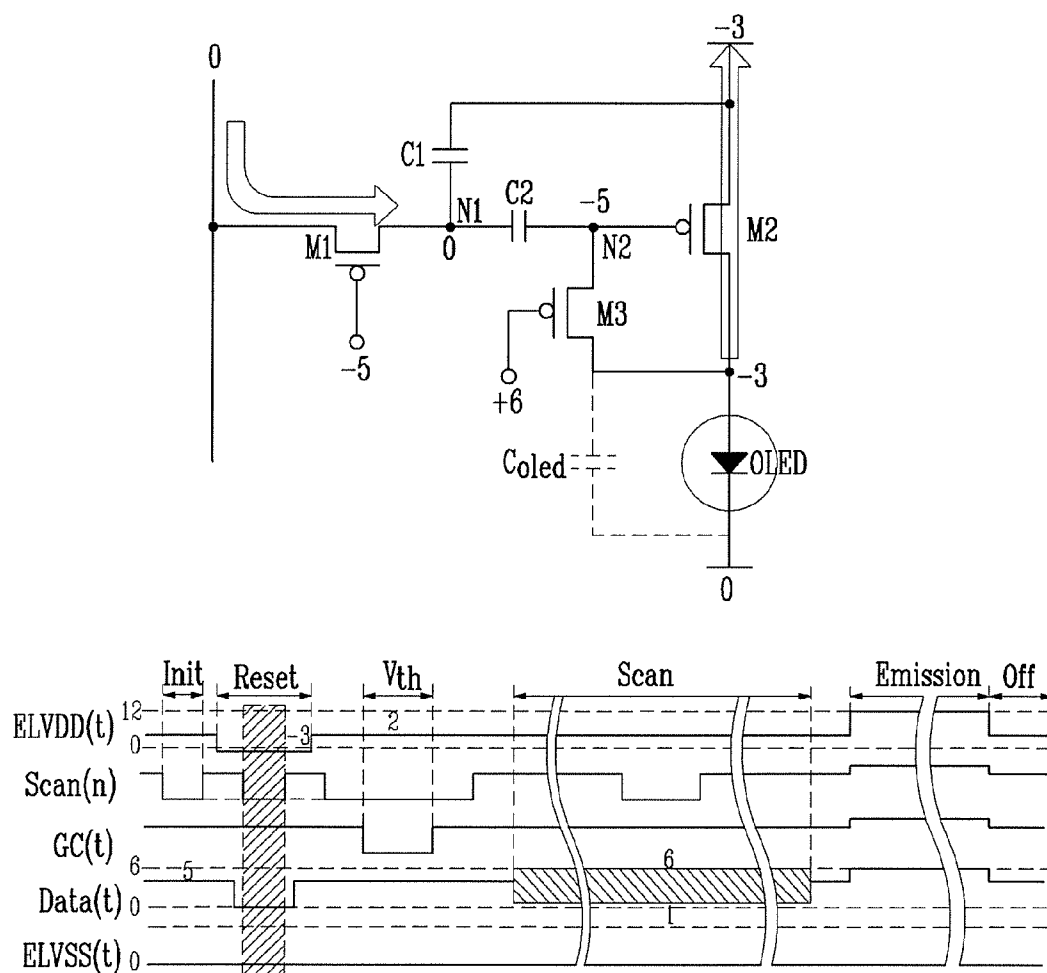 0
-3
C1
C2
-5
N1
M1
0
N2
M2
M3
-5
+6
-3
Coled
OLED
0
Init
Reset
Vth
Scan
Emission
Off
ELVDD(t)
12
0
-3
2
Scan(n)
GC(t)
6
5
6
Data(t)
0
1
ELVSS(t)
0